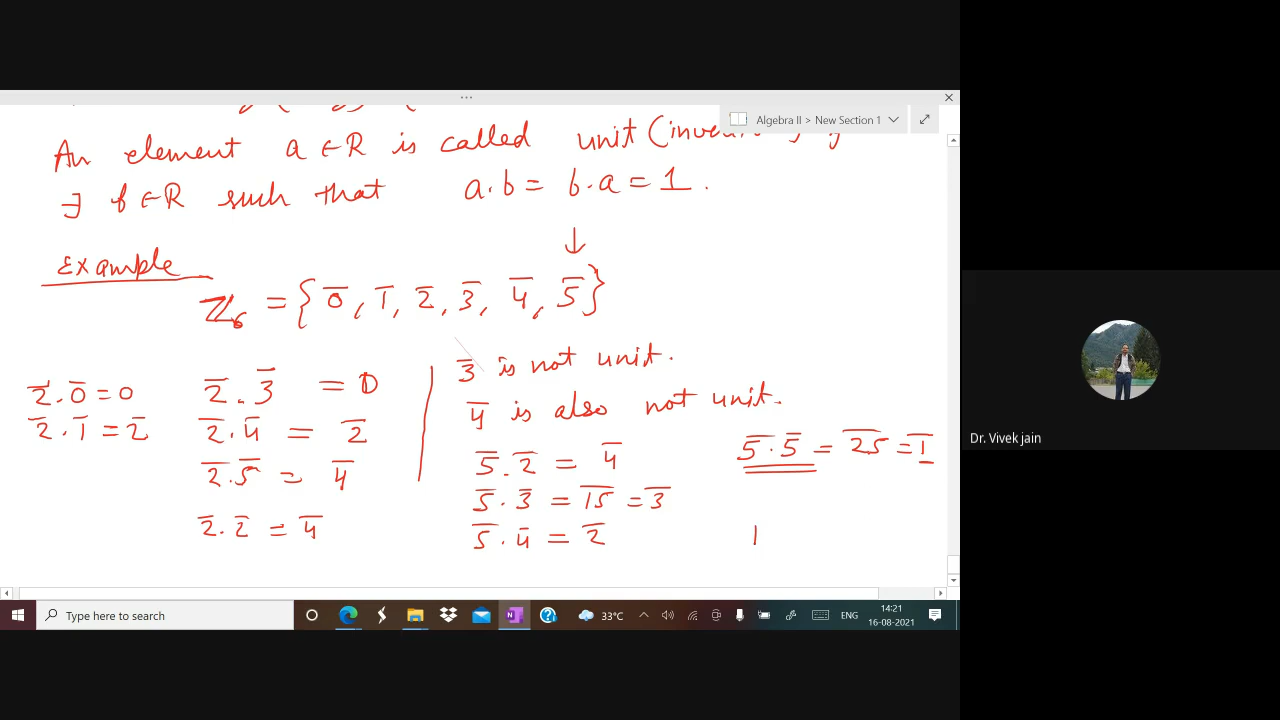 Algebra II > New Section 1
An element a ∈ R is called unit
∃ b ∈ R such that a·b = b·a = 1.
Example
↓
ℤ₆ = {0̅, 1̅, 2̅, 3̅, 4̅, 5̅}
2̅·0̅ = 0
2̅·1̅ = 2̅
2̅·3̅ = 0
2̅·4̅ = 2̅
2̅·5̅ = 4̅
2̅·2̅ = 4̅
3̅ is not unit.
4̅ is also not unit.
5̅·2̅ = 4̅
5̅·3̅ = 1̅5̅ = 3̅
5̅·4̅ = 2̅
5̅·5̅ = 2̅5̅ = 1̅
Dr. Vivek jain
Type here to search
33°C
ENG
14:21
16-08-2021